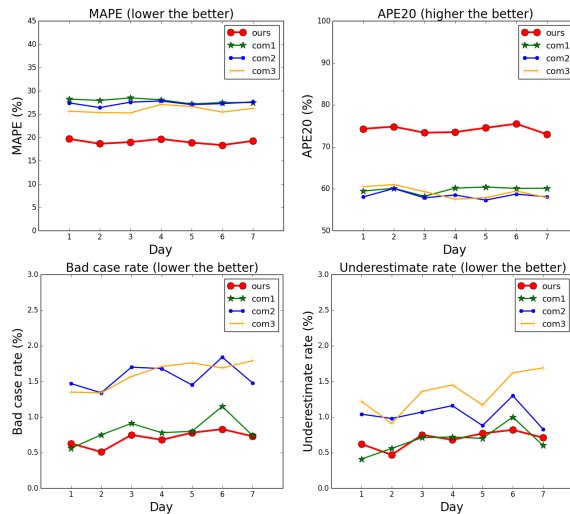 MAPE (lower the better)
45
40
35
30
25
20
15
10
5
0
MAPE (%)
1 2 3 4 5 6 7
Day
ours
com1
com2
com3
APE20 (higher the better)
100
90
80
70
60
50
APE20 (%)
1 2 3 4 5 6 7
Day
ours
com1
com2
com3
Bad case rate (lower the better)
3.0
2.5
2.0
1.5
1.0
0.5
0.0
Bad case rate (%)
1 2 3 4 5 6 7
Day
ours
com1
com2
com3
Underestimate rate (lower the better)
3.0
2.5
2.0
1.5
1.0
0.5
0.0
Underestimate rate (%)
1 2 3 4 5 6 7
Day
ours
com1
com2
com3